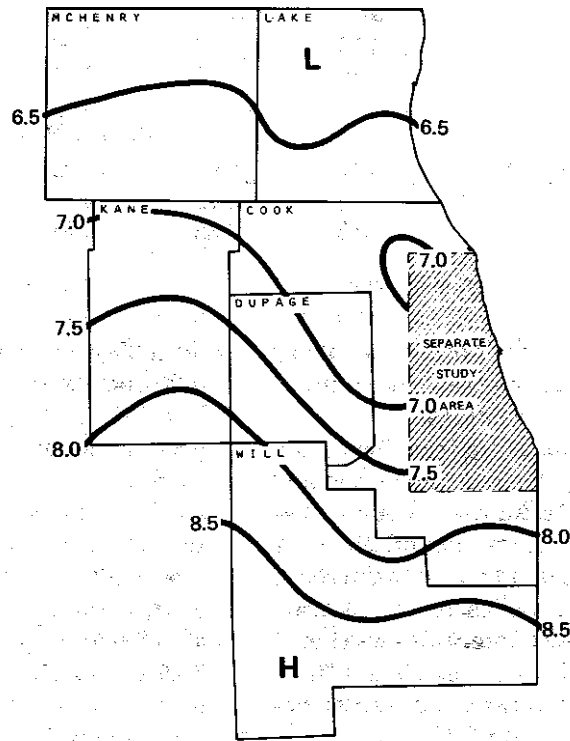 MCHENRY LAKE
L
6.5 6.5
KANE COOK
7.0
7.0
DUPAGE
7.5
SEPARATE
STUDY
7.0 AREA
8.0
WILL
7.5
8.5
8.0
8.5
H